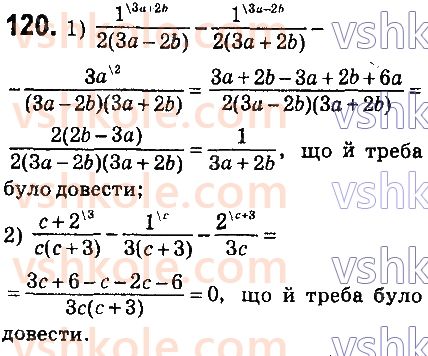 120. 1) \frac{1^{\backslash 3a+2b}}{2(3a-2b)} - \frac{1^{\backslash 3a-2b}}{2(3a+2b)} -
- \frac{3a^{\backslash 2}}{(3a-2b)(3a+2b)} = \frac{3a+2b-3a+2b+6a}{2(3a-2b)(3a+2b)} =
\frac{2(2b-3a)}{2(3a-2b)(3a+2b)} = \frac{1}{3a+2b}, що й треба
було довести;
2) \frac{c+2^{\backslash 3}}{c(c+3)} - \frac{1^{\backslash c}}{3(c+3)} - \frac{2^{\backslash c+3}}{3c} =
= \frac{3c+6-c-2c-6}{3c(c+3)} = 0, що й треба було
довести.
vshkole.com